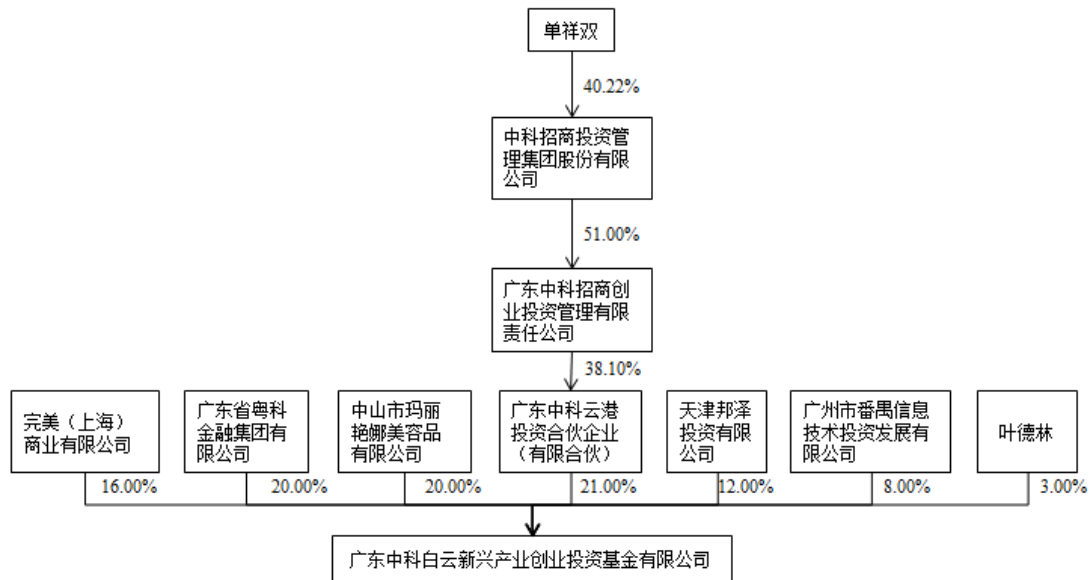 单祥双
40.22%
中科招商投资管
理集团股份有限
公司
51.00%
广东中科招商创
业投资管理有限
责任公司
38.10%
完美（上海）
商业有限公司
广东省粤科
金融集团有
限公司
中山市玛丽
艳娜美容品
有限公司
广东中科云港
投资合伙企业
（有限合伙）
天津邦泽
投资有限
公司
广州市番禺信息
技术投资发展有
限公司
叶德林
16.00%
20.00%
20.00%
21.00%
12.00%
8.00%
3.00%
广东中科白云新兴产业创业投资基金有限公司